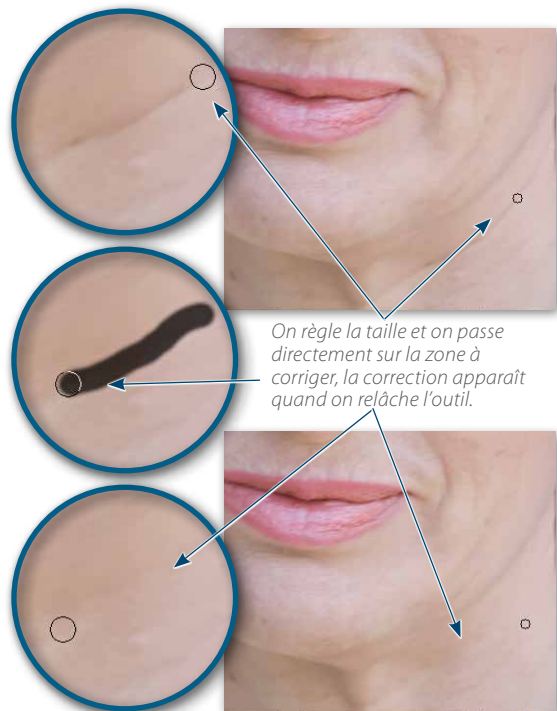 On règle la taille et on passe
directement sur la zone à
corriger, la correction apparaît
quand on relâche l’outil.